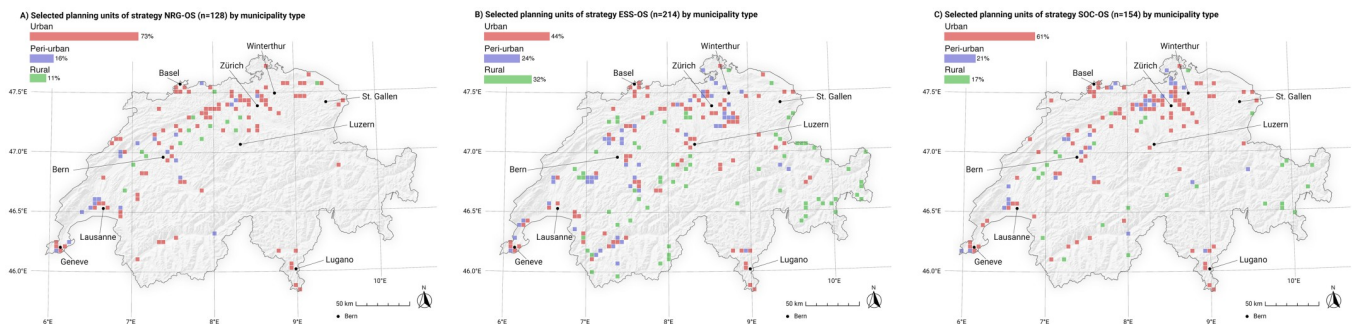 A) Selected planning units of strategy NRG-OS (n=128) by municipality type
Urban
73%
Peri-urban
16%
Rural
11%
Basel
Zürich
Winterthur
St. Gallen
Luzern
Bern
Lausanne
Geneve
Lugano
47.5°E
47.0°E
46.5°E
46.0°E
6°E
7°E
8°E
9°E
10°E
50 km
Bern
B) Selected planning units of strategy ESS-OS (n=214) by municipality type
Urban
44%
Peri-urban
24%
Rural
32%
Basel
Zürich
Winterthur
St. Gallen
Luzern
Bern
Lausanne
Geneve
Lugano
47.5°E
47.0°E
46.5°E
46.0°E
6°E
7°E
8°E
9°E
10°E
50 km
Bern
C) Selected planning units of strategy SOC-OS (n=154) by municipality type
Urban
61%
Peri-urban
21%
Rural
17%
Basel
Zürich
Winterthur
St. Gallen
Luzern
Bern
Lausanne
Geneve
Lugano
47.5°E
47.0°E
46.5°E
46.0°E
6°E
7°E
8°E
9°E
10°E
50 km
Bern